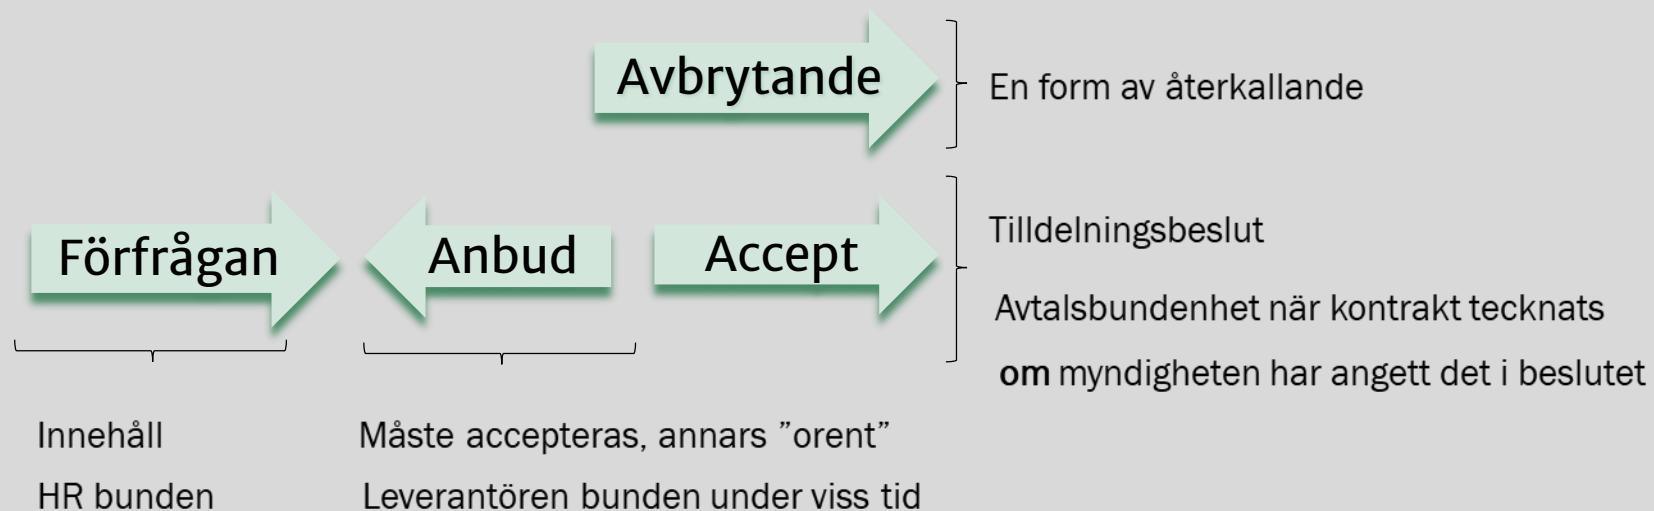 Avbrytande
En form av återkallande
Förfrågan
Anbud
Accept
Tilldelningsbeslut
Avtalsbundenhet när kontrakt tecknats
om myndigheten har angett det i beslutet
Innehåll
HR bunden
Måste accepteras, annars ”orent”
Leverantören bunden under viss tid